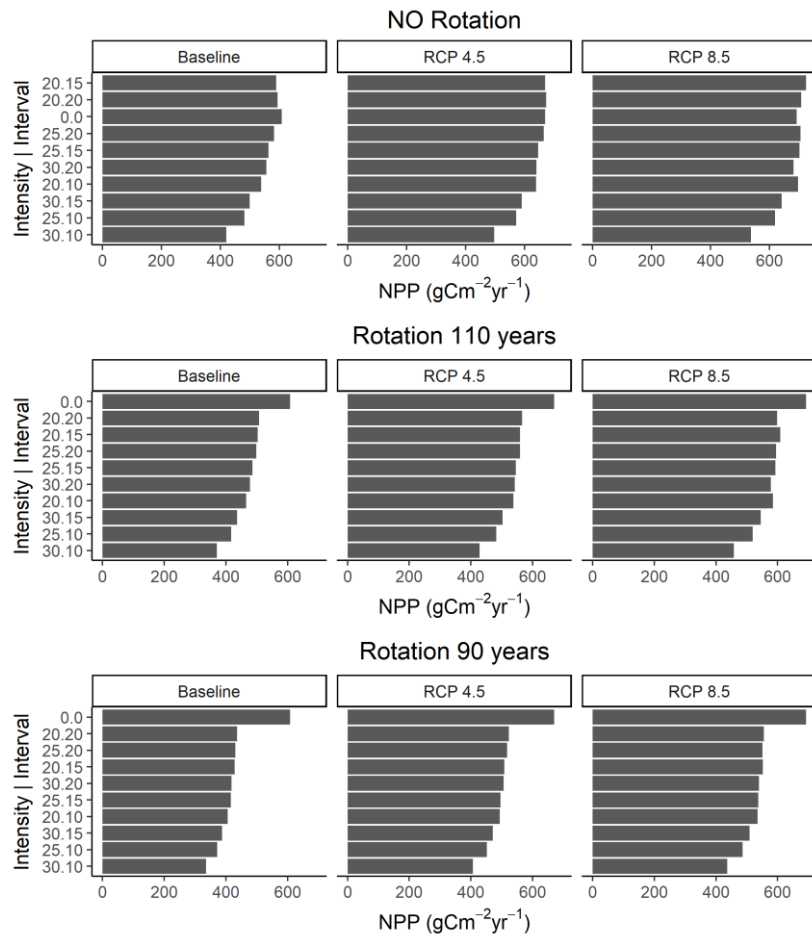 NO Rotation
Baseline RCP 4.5 RCP 8.5
Intensity | Interval
20.15
20.20
0.0
25.20
25.15
30.20
20.10
30.15
25.10
30.10
0 200 400 600 0 200 400 600 0 200 400 600
NPP (gCm⁻²yr⁻¹)
Rotation 110 years
Baseline RCP 4.5 RCP 8.5
Intensity | Interval
0.0
20.20
20.15
25.20
25.15
30.20
20.10
30.15
25.10
30.10
0 200 400 600 0 200 400 600 0 200 400 600
NPP (gCm⁻²yr⁻¹)
Rotation 90 years
Baseline RCP 4.5 RCP 8.5
Intensity | Interval
0.0
20.20
25.20
20.15
30.20
25.15
20.10
30.15
25.10
30.10
0 200 400 600 0 200 400 600 0 200 400 600
NPP (gCm⁻²yr⁻¹)